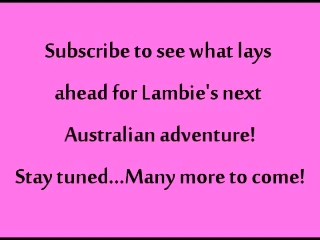 Subscribe to see what lays
ahead for Lambie's next
Australian adventure!
Stay tuned...Many more to come!